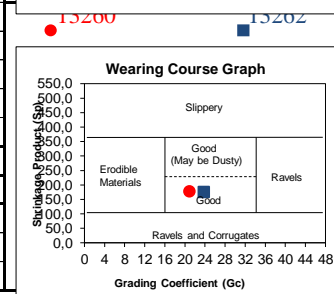 15260 15262
Wearing Course Graph
Shrinkage Product (Sp)
550,0
500,0
450,0
400,0
350,0
300,0
250,0
200,0
150,0
100,0
50,0
0,0
Slippery
Good
(May be Dusty)
Erodible
Materials
Ravels
Good
Ravels and Corrugates
0 4 8 12 16 20 24 28 32 36 40 44 48
Grading Coefficient (Gc)